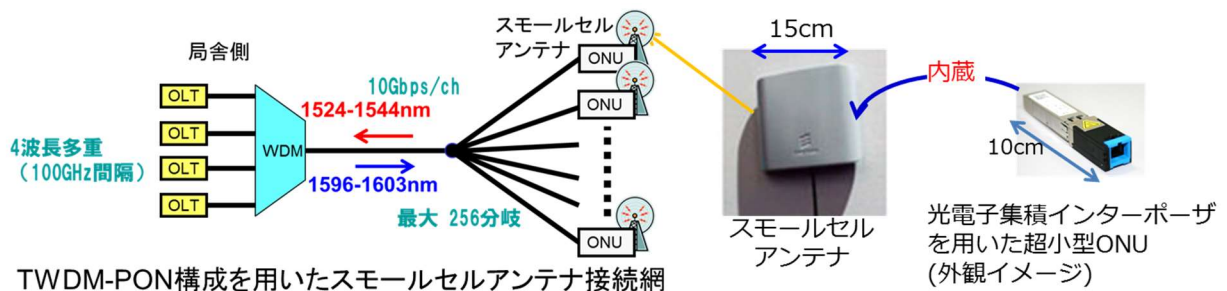 局舎側
OLT
OLT
OLT
OLT
4波長多重
(100GHz間隔)
WDM
10Gbps/ch
1524-1544nm
1596-1603nm
最大 256分岐
スモールセル
アンテナ
ONU
ONU
ONU
TWDM-PON構成を用いたスモールセルアンテナ接続網
15cm
スモールセル
アンテナ
内蔵
10cm
光電子集積インターポーザ
を用いた超小型ONU
(外観イメージ)